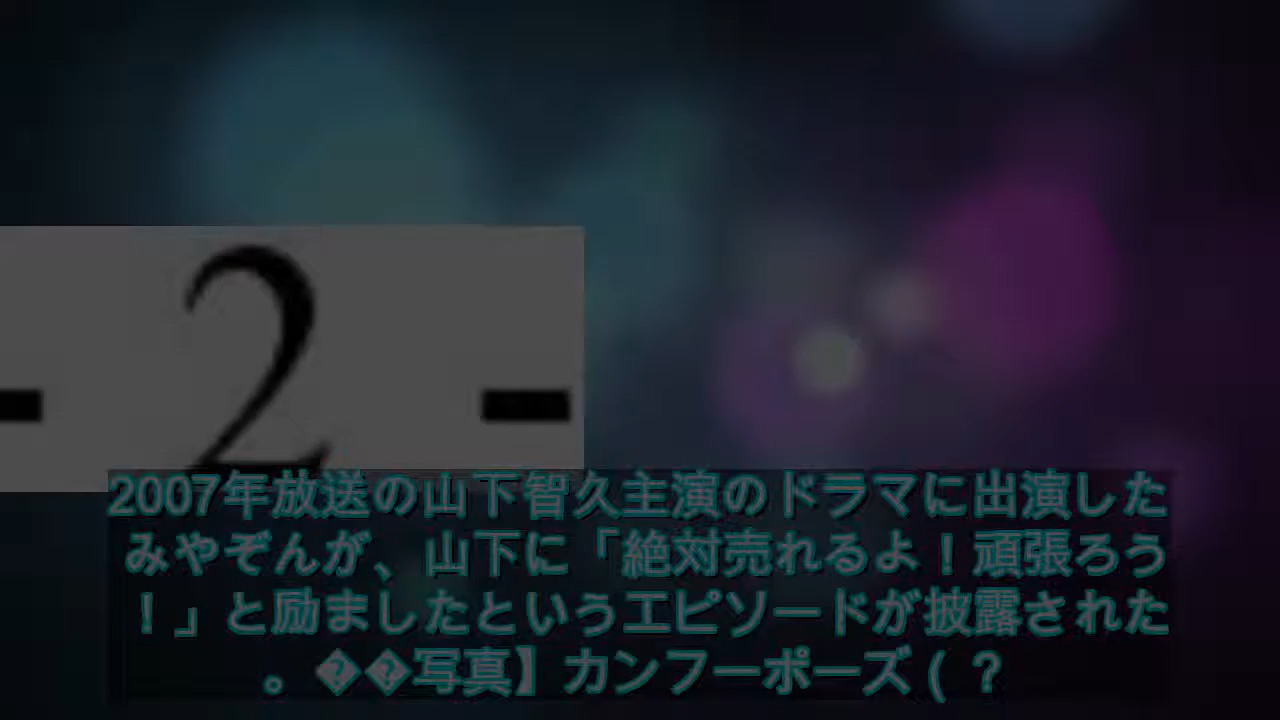 - 2 -
2007年放送の山下智久主演のドラマに出演した
みやぞんが、山下に「絶対売れるよ！頑張ろう
！」と励ましたというエピソードが披露された
。��写真】カンフーポーズ (  ？